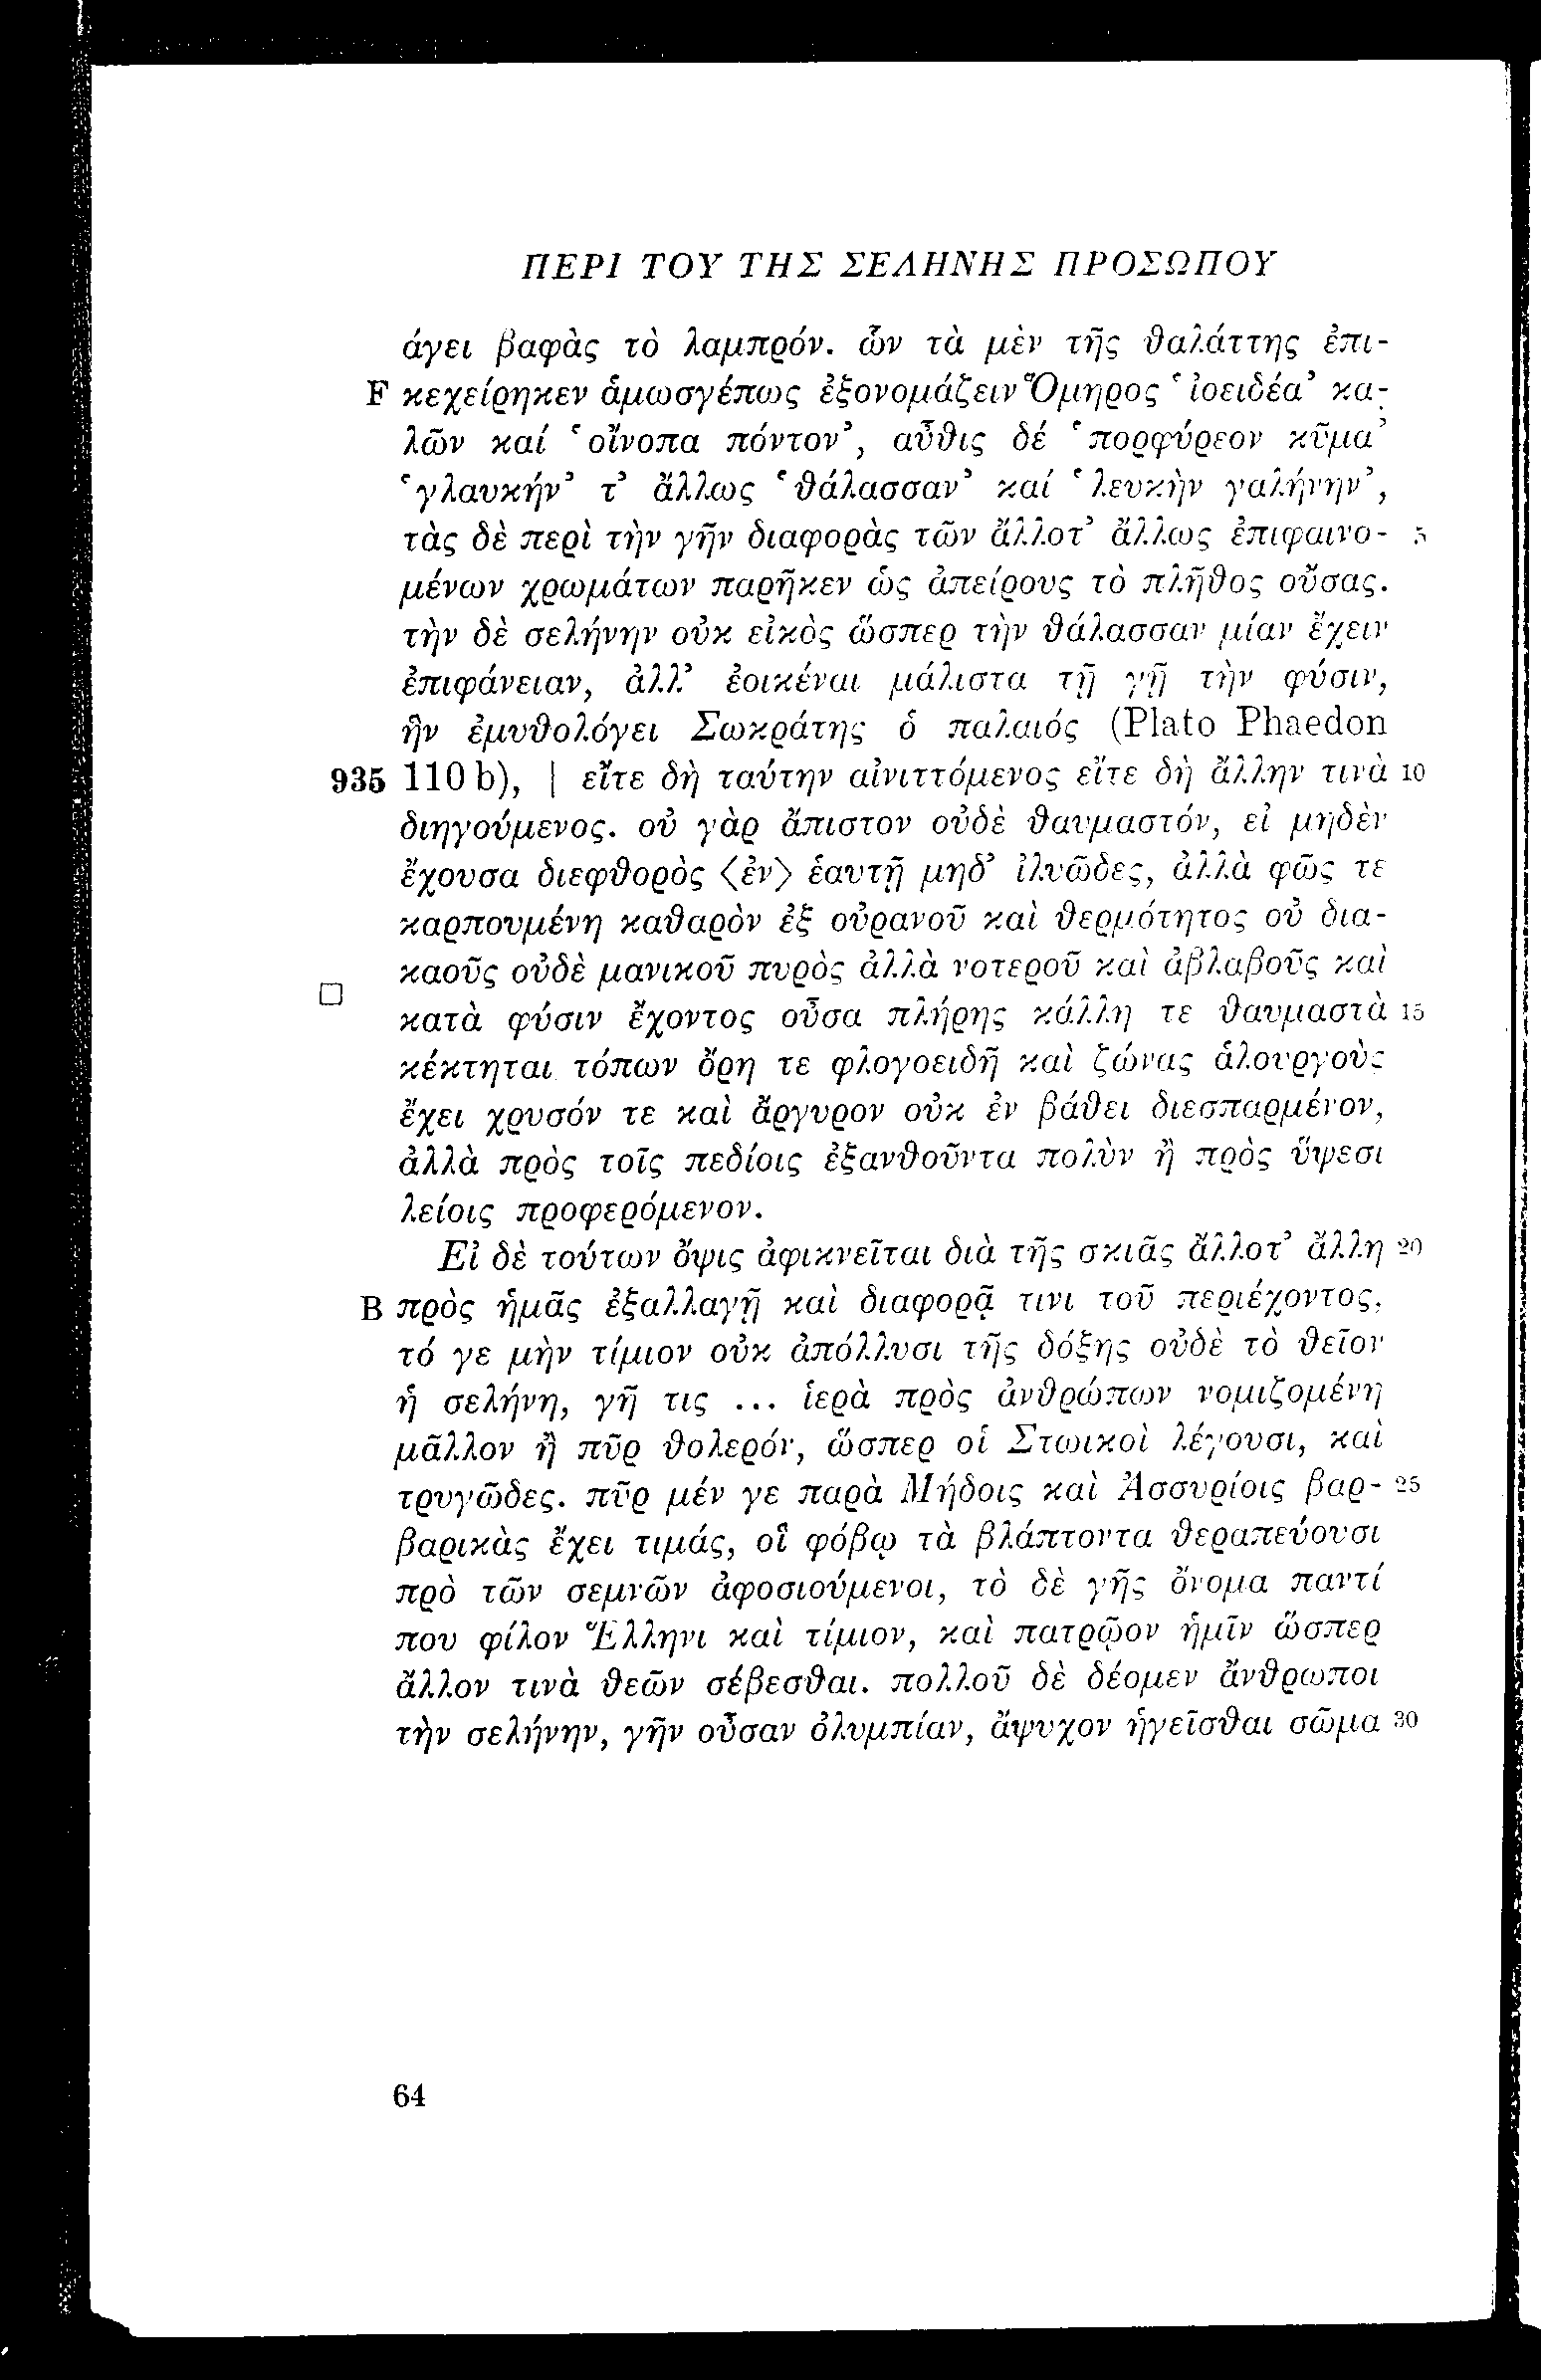 ΠΕΡΙ ΤΟΥ ΤΗΣ ΣΕΛΗΝΗΣ ΠΡΟΣΩΠΟΥ
άγει βαφὰς τὸ λαμπρόν. ὧν τὰ μὲν τῆς θαλάττης ἐπι-
F κεχείρηκεν ἁμωσγέπως ἐξονομάζειν Ὅμηρος ‘ἰοειδέα’ κα-
λῶν καί ‘οἴνοπα πόντον’, αὖθις δέ ‘πορφύρεον κῦμα’
‘γλαυκήν’ τ’ ἄλλως ‘θάλασσαν’ καί ‘λευκὴν γαλήνην’,
τὰς δὲ περὶ τὴν γῆν διαφορὰς τῶν ἄλλοτ’ ἄλλως ἐπιφαινο- 5
μένων χρωμάτων παρῆκεν ὡς ἀπείρους τὸ πλῆθος οὔσας.
τὴν δὲ σελήνην οὐκ εἰκὸς ὥσπερ τὴν θάλασσαν μίαν ἔχειν
ἐπιφάνειαν, ἀλλ’ ἐοικέναι μάλιστα τῇ γῇ τὴν φύσιν,
ἣν ἐμυθολόγει Σωκράτης ὁ παλαιός (Plato Phaedon
935 110 b), | εἴτε δὴ ταύτην αἰνιττόμενος εἴτε δὴ ἄλλην τινὰ 10
διηγούμενος. οὐ γὰρ ἄπιστον οὐδὲ θαυμαστόν, εἰ μηδὲν
ἔχουσα διεφθορὸς <ἐν> ἑαυτῇ μηδ’ ἰλυῶδες, ἀλλὰ φῶς τε
καρπουμένη καθαρὸν ἐξ οὐρανοῦ καὶ θερμότητος οὐ δια-
καοῦς οὐδὲ μανικοῦ πυρὸς ἀλλὰ νοτεροῦ καὶ ἀβλαβοῦς καὶ
□ κατὰ φύσιν ἔχοντος οὖσα πλήρης κάλλη τε θαυμαστὰ 15
κέκτηται τόπων ὄρη τε φλογοειδῆ καὶ ζώνας ἁλουργοὺς
ἔχει χρυσόν τε καὶ ἄργυρον οὐκ ἐν βάθει διεσπαρμένον,
ἀλλὰ πρὸς τοῖς πεδίοις ἐξανθοῦντα πολὺν ἢ πρὸς ὕψεσι
λείοις προφερόμενον.
Εἰ δὲ τούτων ὄψις ἀφικνεῖται διὰ τῆς σκιᾶς ἄλλοτ’ ἄλλη 20
B πρὸς ἡμᾶς ἐξαλλαγῇ καὶ διαφορᾷ τινι τοῦ περιέχοντος,
τό γε μὴν τίμιον οὐκ ἀπόλλυσι τῆς δόξης οὐδὲ τὸ θεῖον
ἡ σελήνη, γῆ τις ... ἱερὰ πρὸς ἀνθρώπων νομιζομένη
μᾶλλον ἢ πῦρ θολερόν, ὥσπερ οἱ Στωικοὶ λέγουσι, καὶ
τρυγῶδες. πῦρ μέν γε παρὰ Μήδοις καὶ Ἀσσυρίοις βαρ- 25
βαρικὰς ἔχει τιμάς, οἳ φόβῳ τὰ βλάπτοντα θεραπεύουσι
πρὸ τῶν σεμνῶν ἀφοσιούμενοι, τὸ δὲ γῆς ὄνομα παντί
που φίλον Ἕλληνι καὶ τίμιον, καὶ πατρῷον ἡμῖν ὥσπερ
ἄλλον τινὰ θεῶν σέβεσθαι. πολλοῦ δὲ δέομεν ἄνθρωποι
τὴν σελήνην, γῆν οὖσαν ὀλυμπίαν, ἄψυχον ἡγεῖσθαι σῶμα 30
64